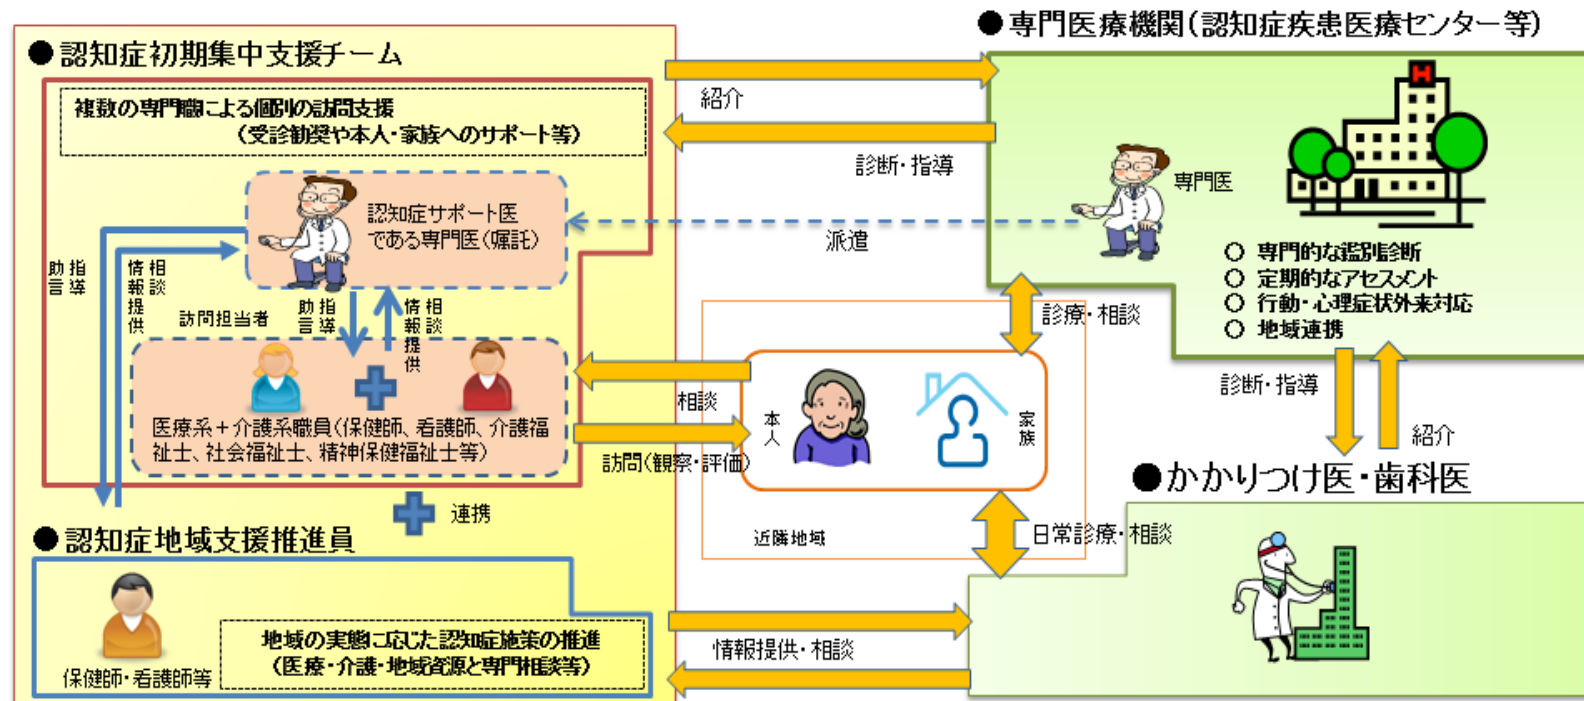 ●認知症初期集中支援チーム
複数の専門職による個別の訪問支援
(受診勧奨や本人・家族へのサポート等)
認知症サポート医
である専門医(嘱託)
指導
助言
相談
情報提供
訪問担当者
指導
助言
相談
情報提供
医療系+介護系職員(保健師、看護師、介護福
祉士、社会福祉士、精神保健福祉士等)
連携
●認知症地域支援推進員
保健師・看護師等
地域の実態に応じた認知症施策の推進
(医療・介護・地域資源と専門相談等)
紹介
診断・指導
派遣
相談
訪問(観察・評価)
本人
家族
近隣地域
診療・相談
日常診療・相談
情報提供・相談
●専門医療機関(認知症疾患医療センター等)
H
専門医
○ 専門的な鑑別診断
○ 定期的なアセスメント
○ 行動・心理症状外来対応
○ 地域連携
診断・指導
紹介
●かかりつけ医・歯科医